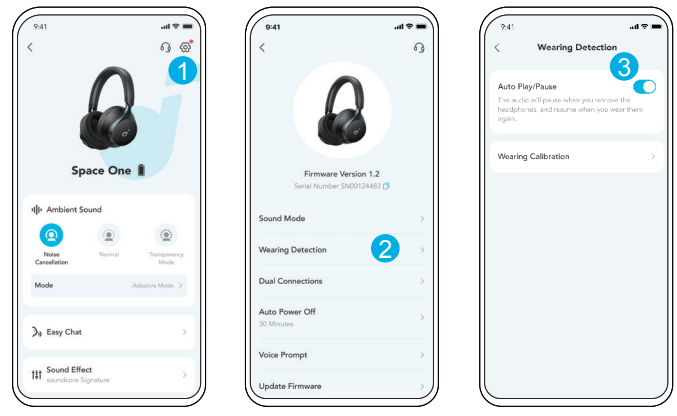 9:41
1
Space One
Ambient Sound
Noise
Cancellation
Normal
Transparency
Mode
Mode
Adaptive Mode
Easy Chat
Sound Effect
soundcore Signature
9:41
Firmware Version 1.2
Serial Number SN00124483
Sound Mode
Wearing Detection
2
Dual Connections
Auto Power Off
30 Minutes
Voice Prompt
Update Firmware
9:41
Wearing Detection
3
Auto Play/Pause
The audio will pause when you remove the
headphones, and resume when you wear them
again.
Wearing Calibration